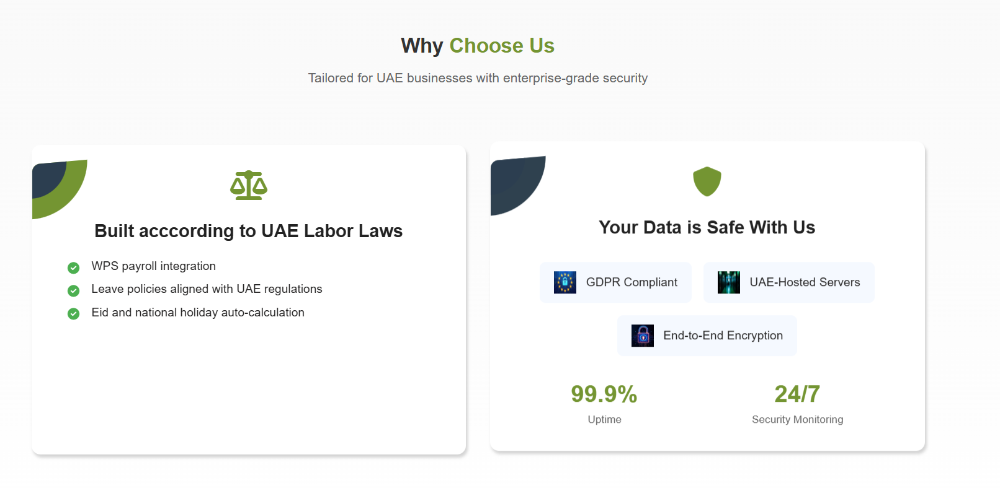 Why Choose Us
Tailored for UAE businesses with enterprise-grade security
Built acccording to UAE Labor Laws
WPS payroll integration
Leave policies aligned with UAE regulations
Eid and national holiday auto-calculation
Your Data is Safe With Us
GDPR Compliant
UAE-Hosted Servers
End-to-End Encryption
99.9%
Uptime
24/7
Security Monitoring